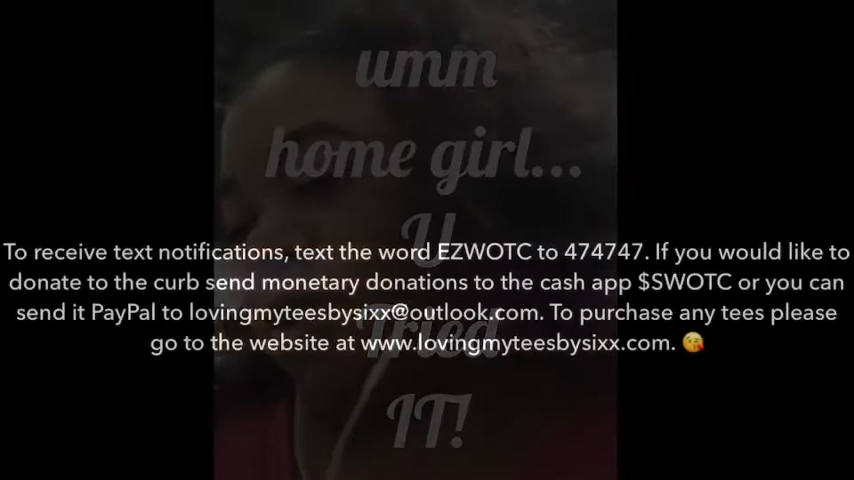 umm
home girl...
U
To receive text notifications, text the word EZWOTC to 474747. If you would like to
donate to the curb send monetary donations to the cash app $SWOTC or you can
send it PayPal to lovingmyteesbysixx@outlook.com. To purchase any tees please
Tried
go to the website at www.lovingmyteesbysixx.com. 😘
IT!